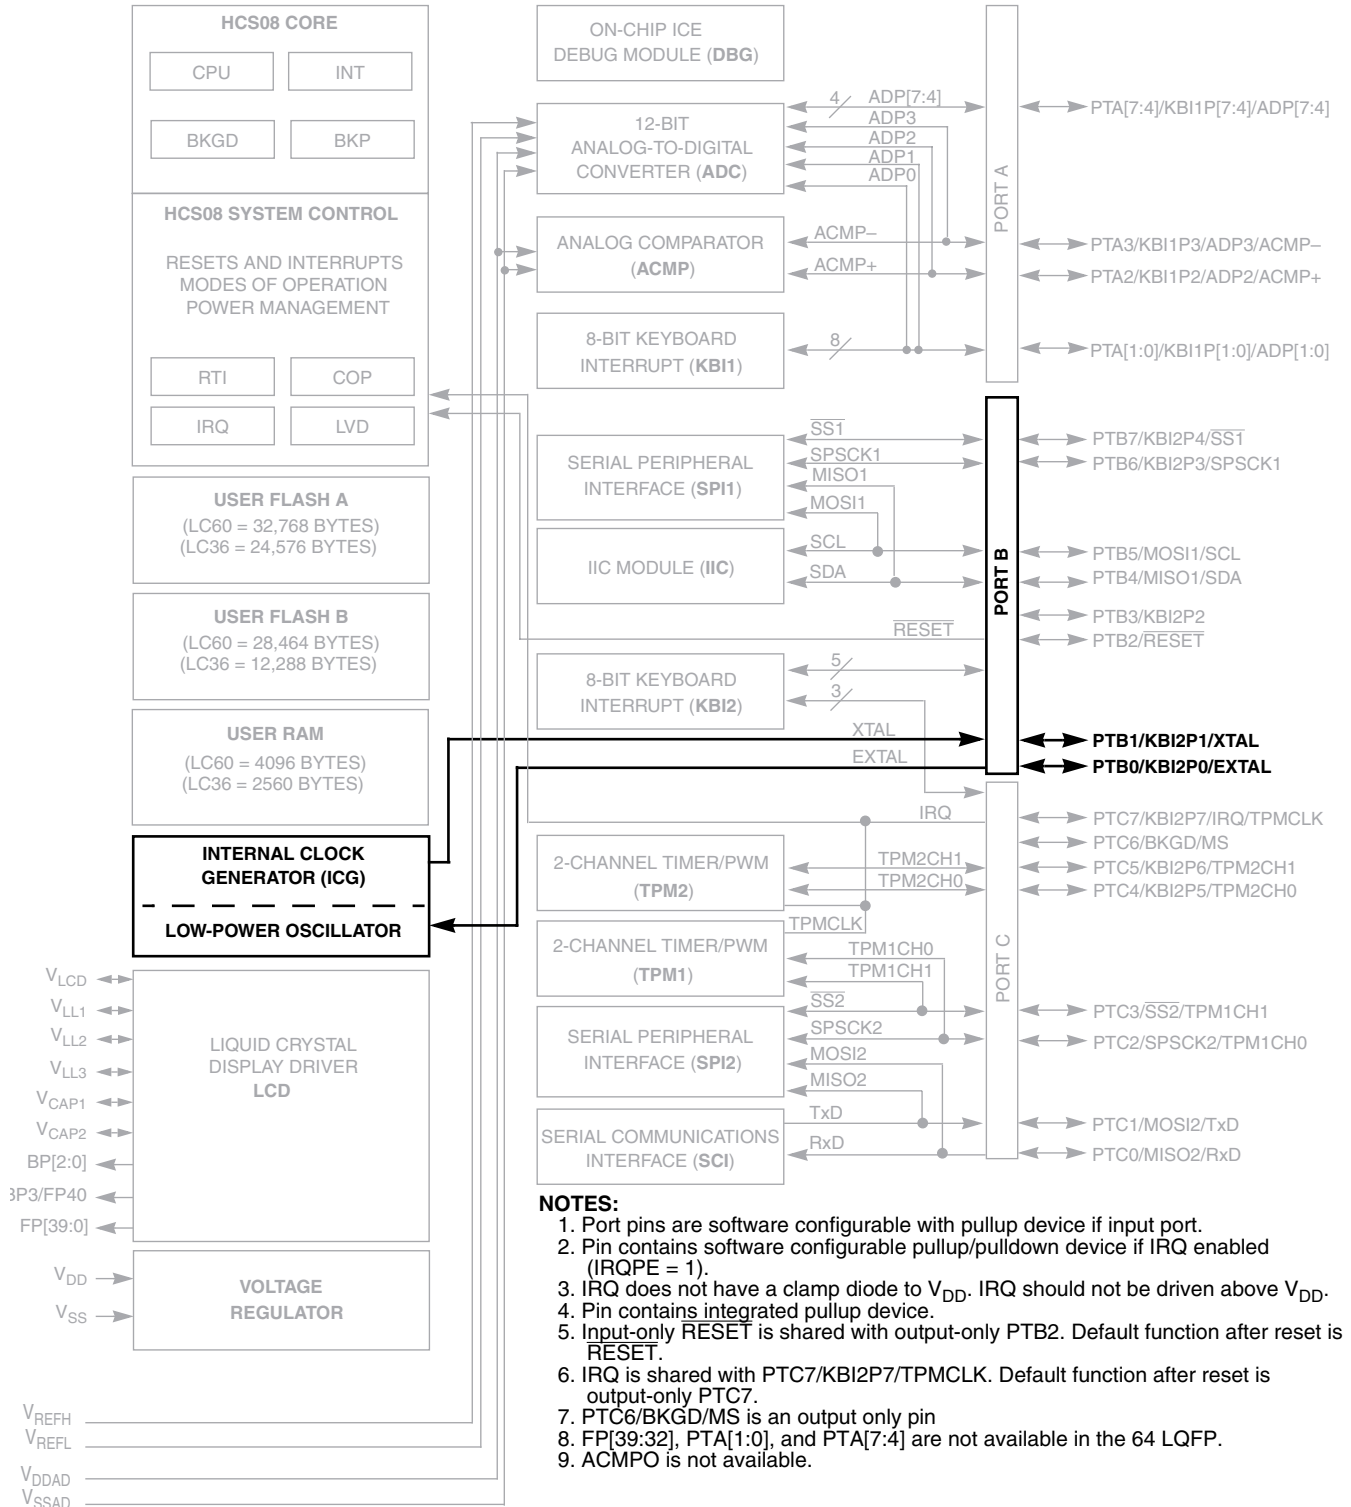 HCS08 CORE
CPU
INT
BKGD
BKP
HCS08 SYSTEM CONTROL
RESETS AND INTERRUPTS
MODES OF OPERATION
POWER MANAGEMENT
RTI
COP
IRQ
LVD
USER FLASH A
(LC60 = 32,768 BYTES)
(LC36 = 24,576 BYTES)
USER FLASH B
(LC60 = 28,464 BYTES)
(LC36 = 12,288 BYTES)
USER RAM
(LC60 = 4096 BYTES)
(LC36 = 2560 BYTES)
INTERNAL CLOCK
GENERATOR (ICG)
LOW-POWER OSCILLATOR
VLCD
VLL1
VLL2
VLL3
VCAP1
VCAP2
BP[2:0]
BP3/FP40
FP[39:0]
LIQUID CRYSTAL
DISPLAY DRIVER
LCD
VDD
VSS
VOLTAGE
REGULATOR
VREFH
VREFL
VDDAD
VSSAD
ON-CHIP ICE
DEBUG MODULE (DBG)
12-BIT
ANALOG-TO-DIGITAL
CONVERTER (ADC)
4
ADP[7:4]
ADP3
ADP2
ADP1
ADP0
ANALOG COMPARATOR
(ACMP)
ACMP–
ACMP+
8-BIT KEYBOARD
INTERRUPT (KBI1)
8
SERIAL PERIPHERAL
INTERFACE (SPI1)
SS1
SPSCK1
MISO1
MOSI1
IIC MODULE (IIC)
SCL
SDA
RESET
8-BIT KEYBOARD
INTERRUPT (KBI2)
5
3
XTAL
EXTAL
IRQ
2-CHANNEL TIMER/PWM
(TPM2)
TPM2CH1
TPM2CH0
TPMCLK
2-CHANNEL TIMER/PWM
(TPM1)
TPM1CH0
TPM1CH1
SERIAL PERIPHERAL
INTERFACE (SPI2)
SS2
SPSCK2
MOSI2
MISO2
SERIAL COMMUNICATIONS
INTERFACE (SCI)
TxD
RxD
PORT A
PTA[7:4]/KBI1P[7:4]/ADP[7:4]
PTA3/KBI1P3/ADP3/ACMP–
PTA2/KBI1P2/ADP2/ACMP+
PTA[1:0]/KBI1P[1:0]/ADP[1:0]
PORT B
PTB7/KBI2P4/SS1
PTB6/KBI2P3/SPSCK1
PTB5/MOSI1/SCL
PTB4/MISO1/SDA
PTB3/KBI2P2
PTB2/RESET
PTB1/KBI2P1/XTAL
PTB0/KBI2P0/EXTAL
PORT C
PTC7/KBI2P7/IRQ/TPMCLK
PTC6/BKGD/MS
PTC5/KBI2P6/TPM2CH1
PTC4/KBI2P5/TPM2CH0
PTC3/SS2/TPM1CH1
PTC2/SPSCK2/TPM1CH0
PTC1/MOSI2/TxD
PTC0/MISO2/RxD
NOTES:
1. Port pins are software configurable with pullup device if input port.
2. Pin contains software configurable pullup/pulldown device if IRQ enabled
(IRQPE = 1).
3. IRQ does not have a clamp diode to VDD. IRQ should not be driven above VDD.
4. Pin contains integrated pullup device.
5. Input-only RESET is shared with output-only PTB2. Default function after reset is
RESET.
6. IRQ is shared with PTC7/KBI2P7/TPMCLK. Default function after reset is
output-only PTC7.
7. PTC6/BKGD/MS is an output only pin
8. FP[39:32], PTA[1:0], and PTA[7:4] are not available in the 64 LQFP.
9. ACMPO is not available.